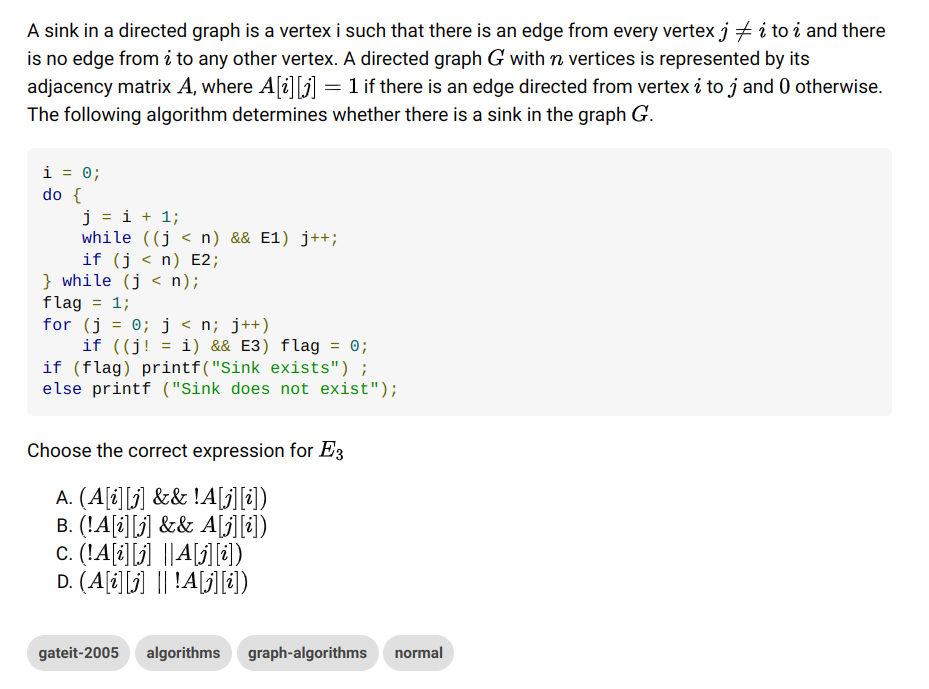 A sink in a directed graph is a vertex i such that there is an edge from every vertex j ≠ i to i and there
is no edge from i to any other vertex. A directed graph G with n vertices is represented by its
adjacency matrix A, where A[i][j] = 1 if there is an edge directed from vertex i to j and 0 otherwise.
The following algorithm determines whether there is a sink in the graph G.
i = 0;
do {
    j = i + 1;
    while ((j < n) && E1) j++;
    if (j < n) E2;
} while (j < n);
flag = 1;
for (j = 0; j < n; j++)
    if ((j! = i) && E3) flag = 0;
if (flag) printf("Sink exists") ;
else printf ("Sink does not exist");
Choose the correct expression for E₃
A. (A[i][j] && !A[j][i])
B. (!A[i][j] && A[j][i])
C. (!A[i][j] ||A[j][i])
D. (A[i][j] || !A[j][i])
gateit-2005 algorithms graph-algorithms normal